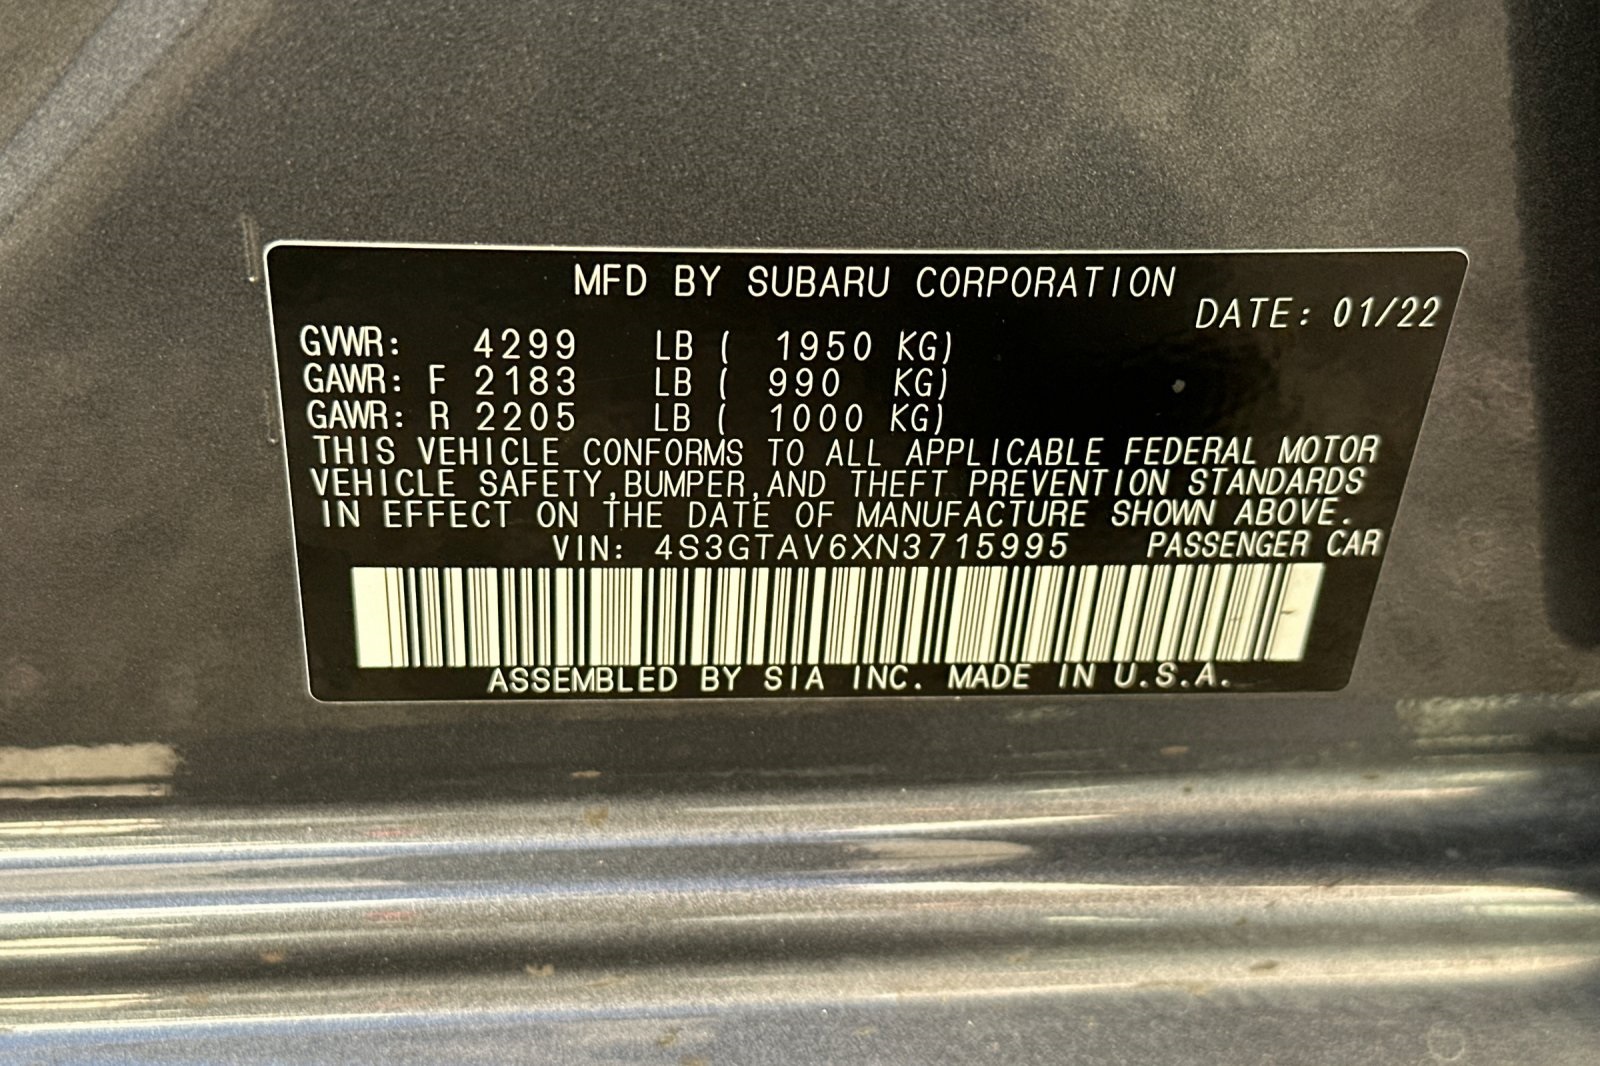 MFD BY SUBARU CORPORATION
DATE: 01/22
GVWR: 4299 LB ( 1950 KG)
GAWR: F 2183 LB ( 990 KG)
GAWR: R 2205 LB ( 1000 KG)
THIS VEHICLE CONFORMS TO ALL APPLICABLE FEDERAL MOTOR
VEHICLE SAFETY,BUMPER,AND THEFT PREVENTION STANDARDS
IN EFFECT ON THE DATE OF MANUFACTURE SHOWN ABOVE.
VIN: 4S3GTAV6XN3715995 PASSENGER CAR
ASSEMBLED BY SIA INC. MADE IN U.S.A.